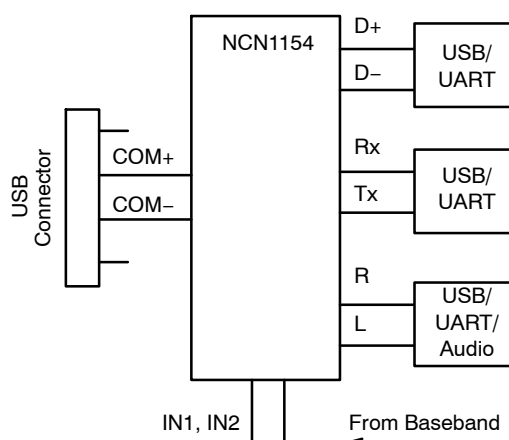 NCN1154
D+
USB/
D−
UART
COM+
USB
Connector
COM−
Rx
USB/
Tx
UART
R
USB/
L
UART/
Audio
IN1, IN2
From Baseband